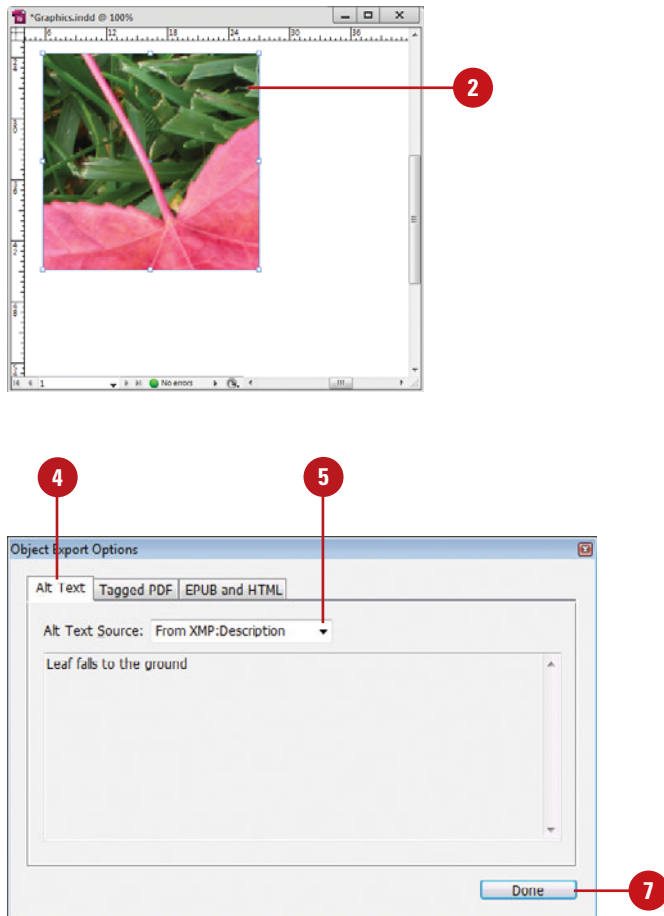 *Graphics.indd @ 100%
6 12 18 24 30 36
2
1
No errors
4
5
Object Export Options
Alt Text
Tagged PDF
EPUB and HTML
Alt Text Source: From XMP:Description
Leaf falls to the ground
Done
7